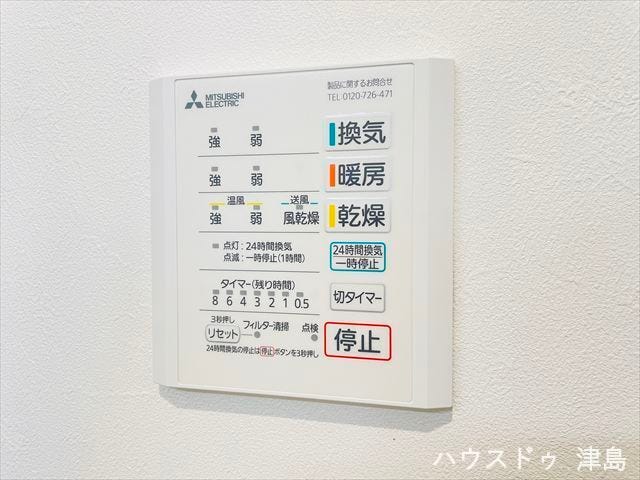 MITSUBISHI
ELECTRIC
製品に関するお問合せ
TEL:0120-726-471
強 弱 換気
強 弱 暖房
温風 送風
強 弱 風乾燥 乾燥
点灯:24時間換気
点滅:一時停止(1時間)
24時間換気
一時停止
タイマー(残り時間)
8 6 4 3 2 1 0.5
切タイマー
3秒押し
リセット フィルター清掃 点検
停止
24時間換気の停止は停止ボタンを3秒押し
ハウスドゥ 津島